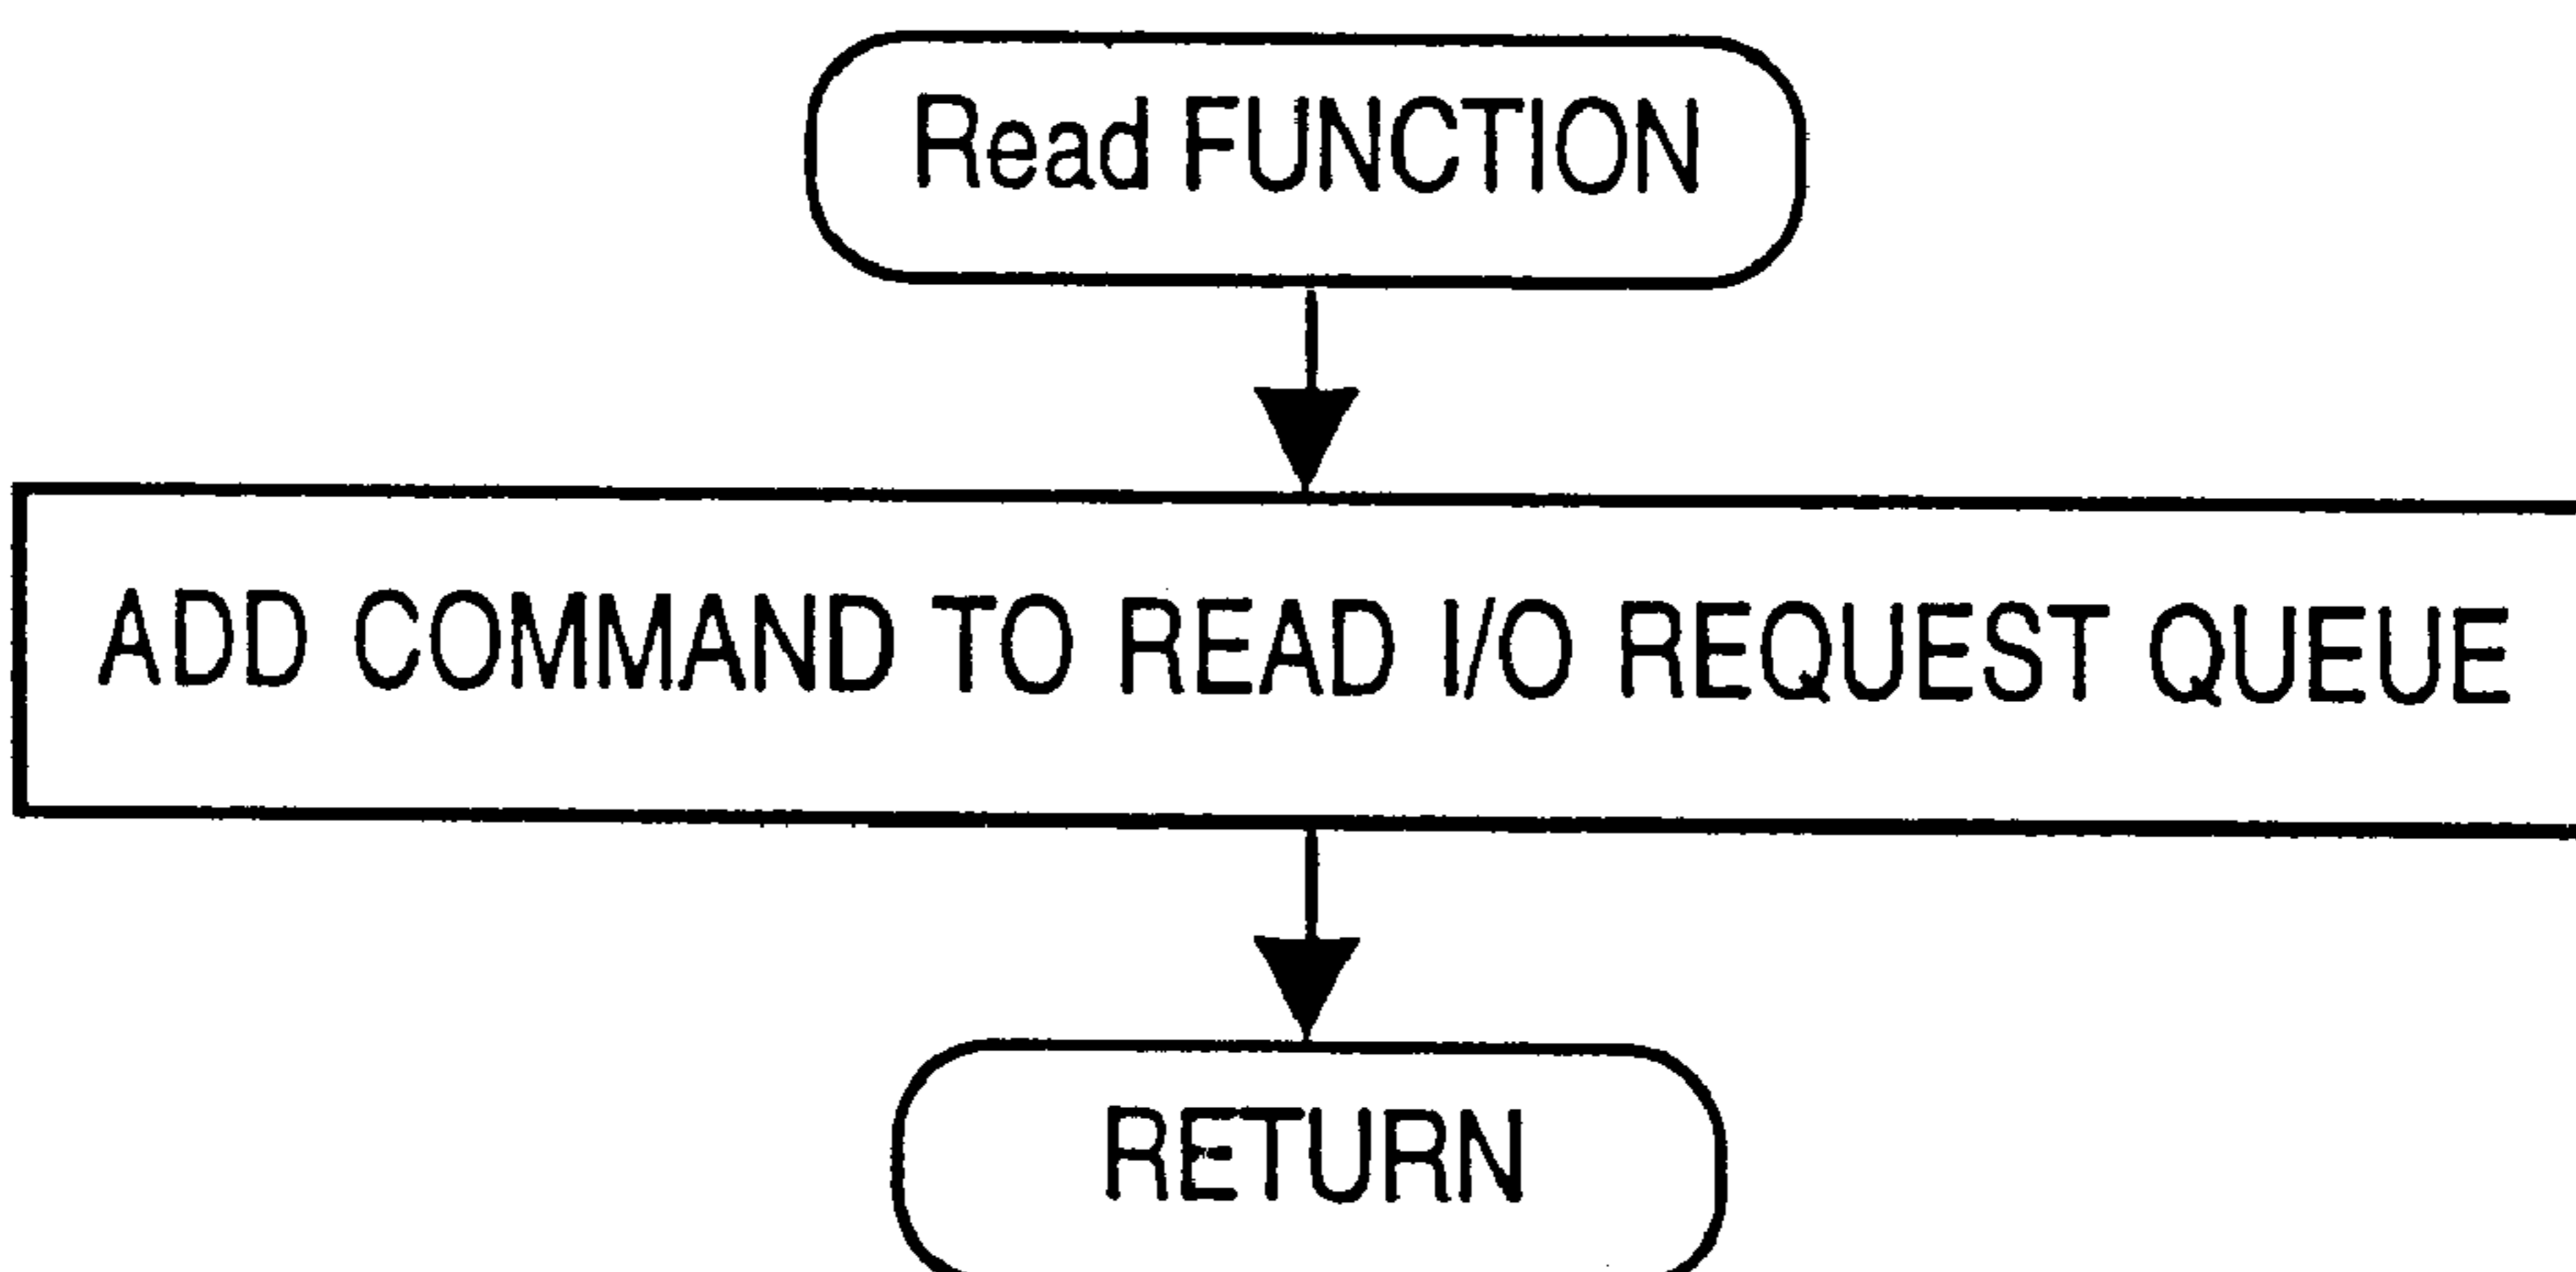 Read FUNCTION
ADD COMMAND TO READ I/O REQUEST QUEUE
RETURN